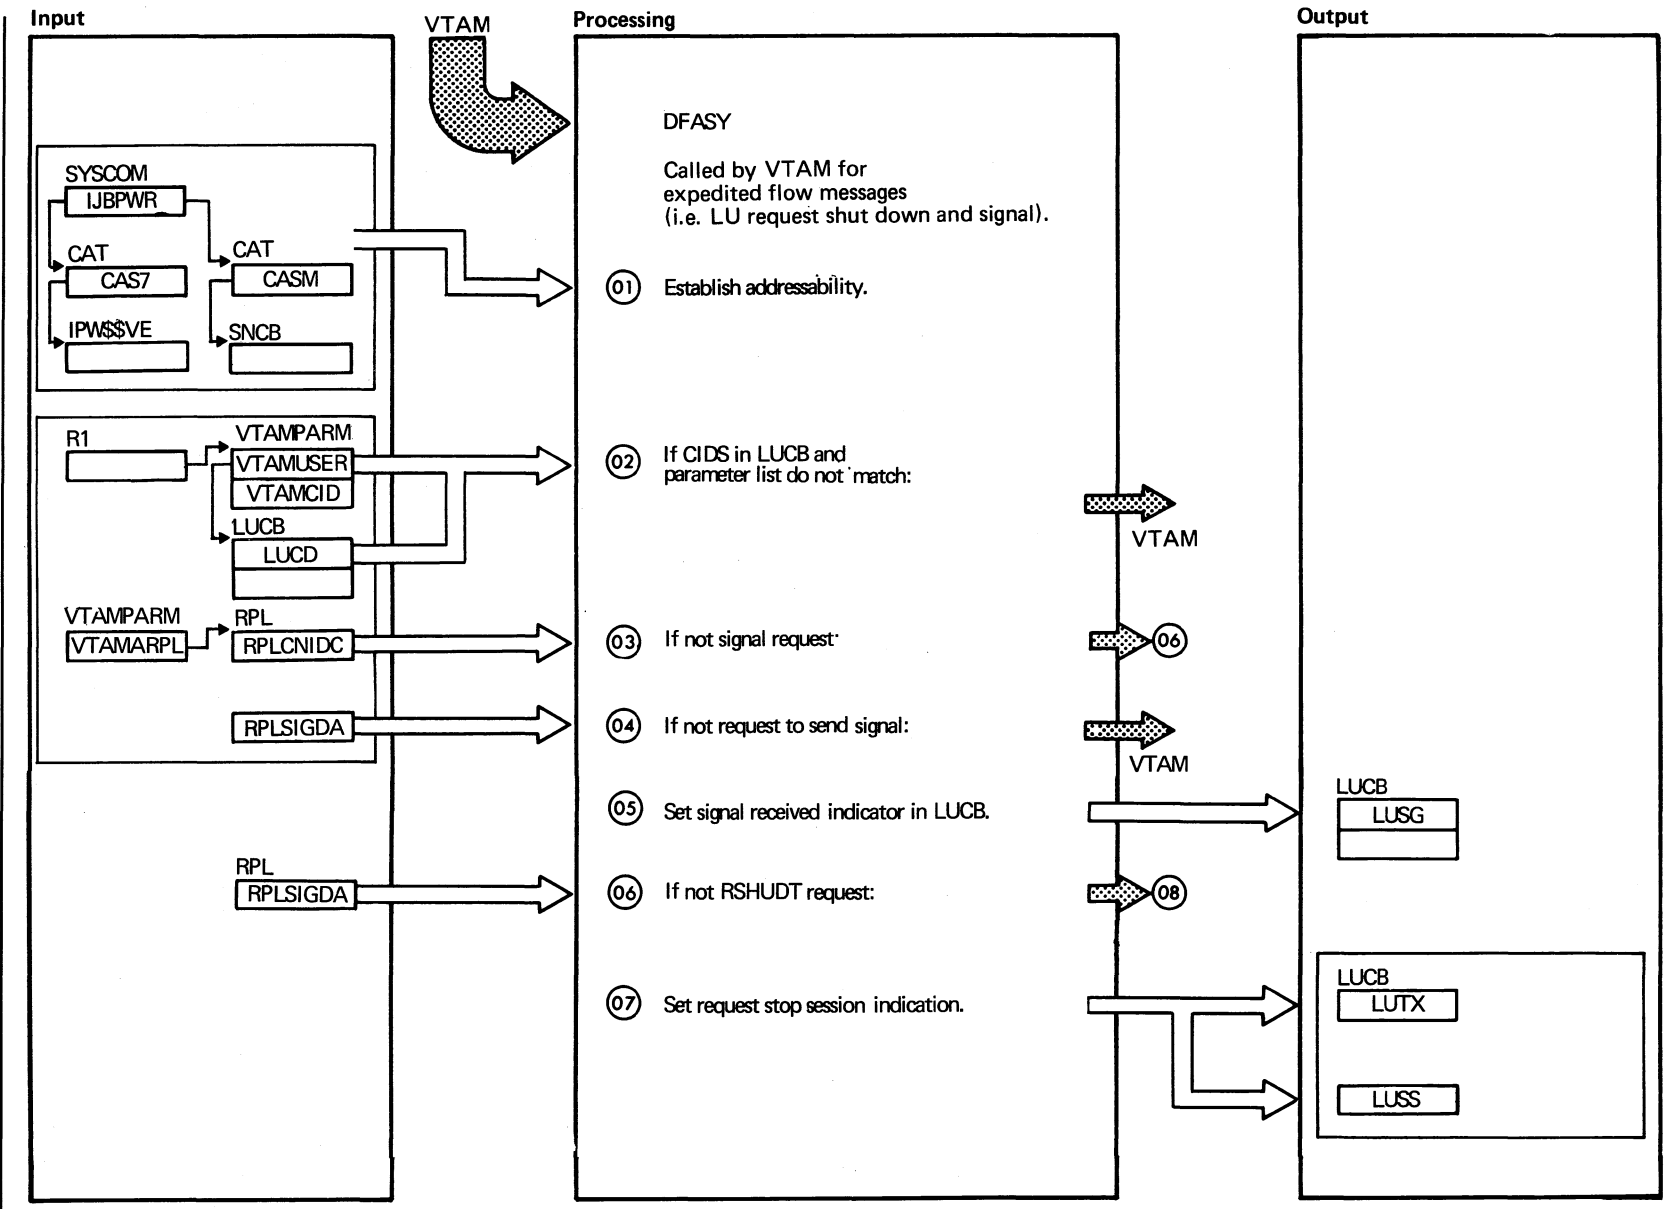 Input
VTAM
Processing
Output
DFASY
Called by VTAM for
expedited flow messages
(i.e. LU request shut down and signal).
SYSCOM
IJBPWR
CAT
CAS7
CAT
CASM
IPW$$VE
SNCB
01 Establish addressability.
R1
VTAMPARM
VTAMUSER
VTAMCID
LUCB
LUCD
02 If CIDS in LUCB and
parameter list do not match:
VTAM
VTAMPARM
VTAMARPL
RPL
RPLCNIDC
03 If not signal request
06
RPLSIGDA
04 If not request to send signal:
VTAM
05 Set signal received indicator in LUCB.
LUCB
LUSG
RPL
RPLSIGDA
06 If not RSHUDT request:
08
07 Set request stop session indication.
LUCB
LUTX
LUSS